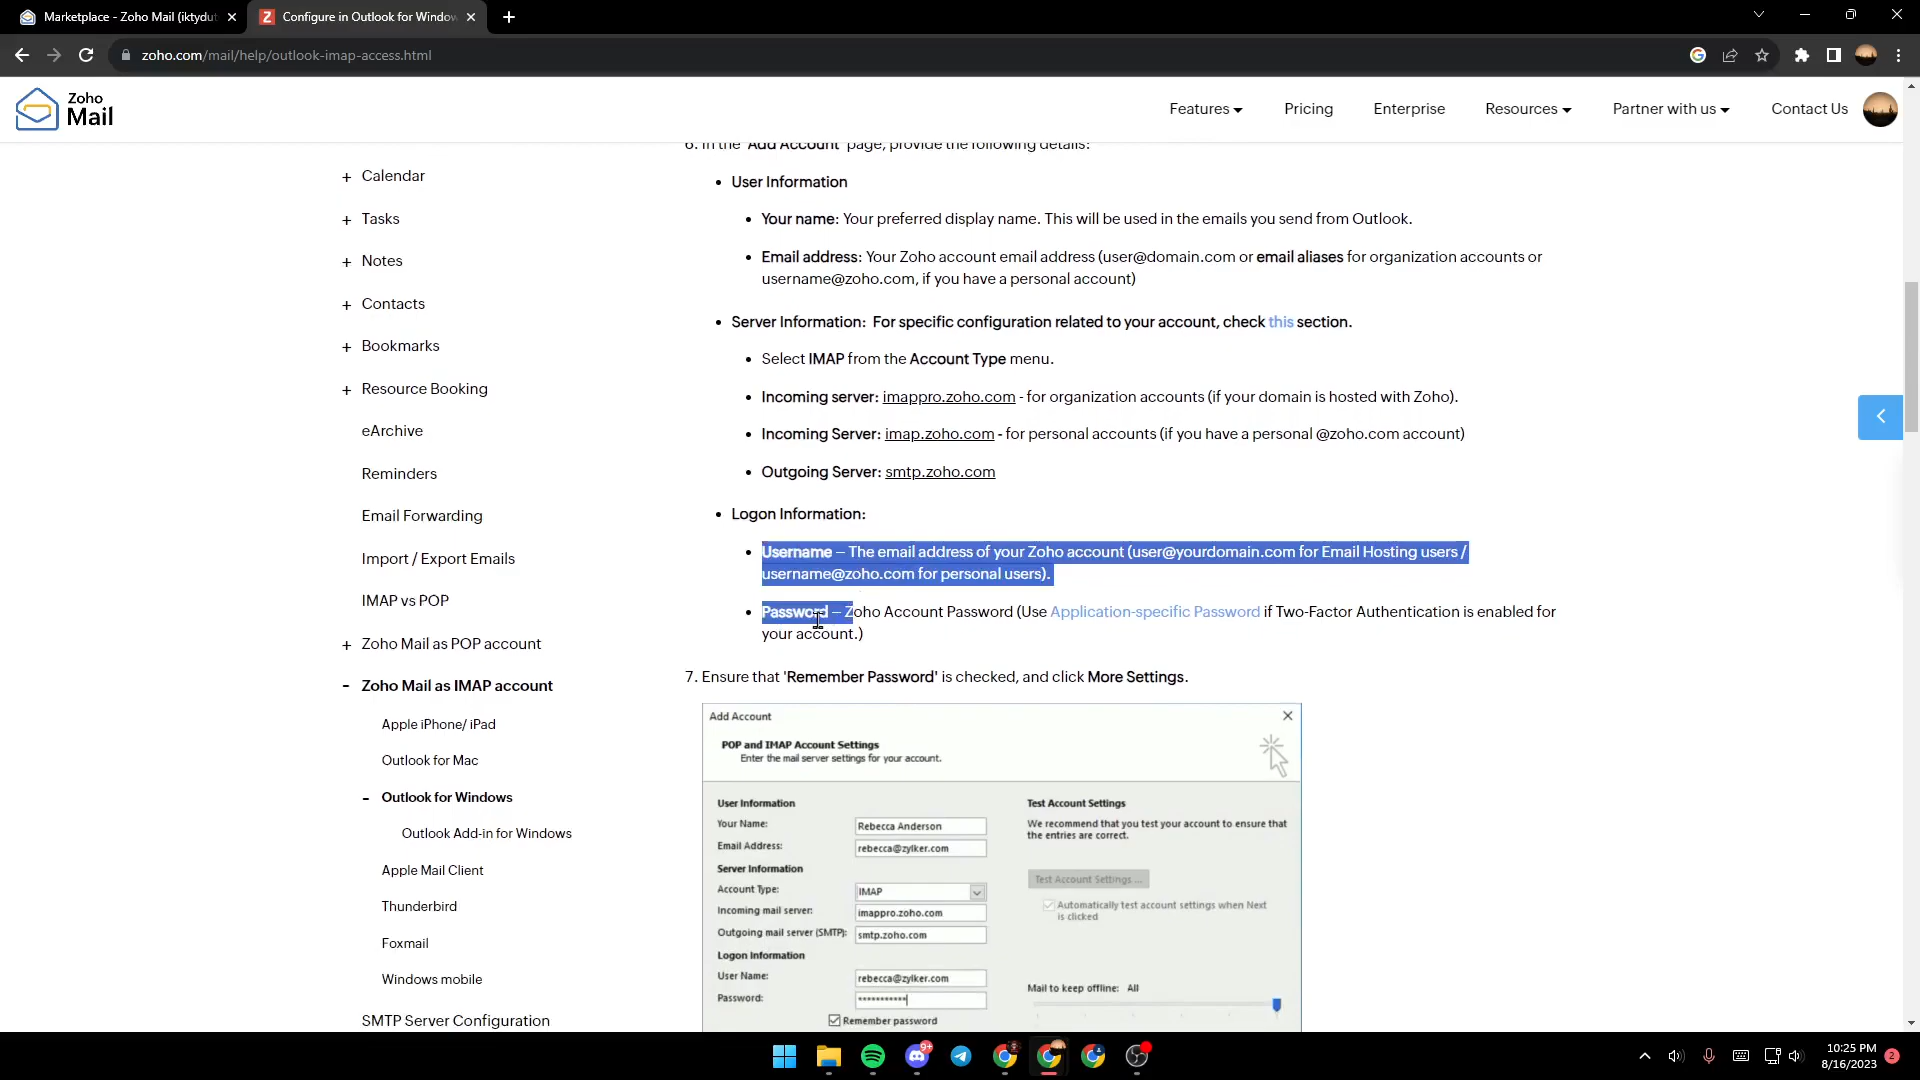 Marketplace - Zoho Mail (iktydut
Configure in Outlook for Window
zoho.com/mail/help/outlook-imap-access.html
Zoho
Mail
Features
Pricing
Enterprise
Resources
Partner with us
Contact Us
+ Calendar
+ Tasks
+ Notes
+ Contacts
+ Bookmarks
+ Resource Booking
eArchive
Reminders
Email Forwarding
Import / Export Emails
IMAP vs POP
+ Zoho Mail as POP account
- Zoho Mail as IMAP account
Apple iPhone/ iPad
Outlook for Mac
- Outlook for Windows
Outlook Add-in for Windows
Apple Mail Client
Thunderbird
Foxmail
Windows mobile
SMTP Server Configuration
6. In the 'Add Account' page, provide the following details:
• User Information
• Your name: Your preferred display name. This will be used in the emails you send from Outlook.
• Email address: Your Zoho account email address (user@domain.com or email aliases for organization accounts or
username@zoho.com, if you have a personal account)
• Server Information: For specific configuration related to your account, check this section.
• Select IMAP from the Account Type menu.
• Incoming server: imappro.zoho.com - for organization accounts (if your domain is hosted with Zoho).
• Incoming Server: imap.zoho.com - for personal accounts (if you have a personal @zoho.com account)
• Outgoing Server: smtp.zoho.com
• Logon Information:
• Username – The email address of your Zoho account (user@yourdomain.com for Email Hosting users /
username@zoho.com for personal users).
• Password – Zoho Account Password (Use Application-specific Password if Two-Factor Authentication is enabled for
your account.)
7. Ensure that 'Remember Password' is checked, and click More Settings.
Add Account
POP and IMAP Account Settings
Enter the mail server settings for your account.
User Information
Your Name: Rebecca Anderson
Email Address: rebecca@zylker.com
Server Information
Account Type: IMAP
Incoming mail server: imappro.zoho.com
Outgoing mail server (SMTP): smtp.zoho.com
Logon Information
User Name: rebecca@zylker.com
Password: ***********
Remember password
Test Account Settings
We recommend that you test your account to ensure that
the entries are correct.
Test Account Settings ...
Automatically test account settings when Next
is clicked
Mail to keep offline: All
9+
10:25 PM
8/16/2023
2